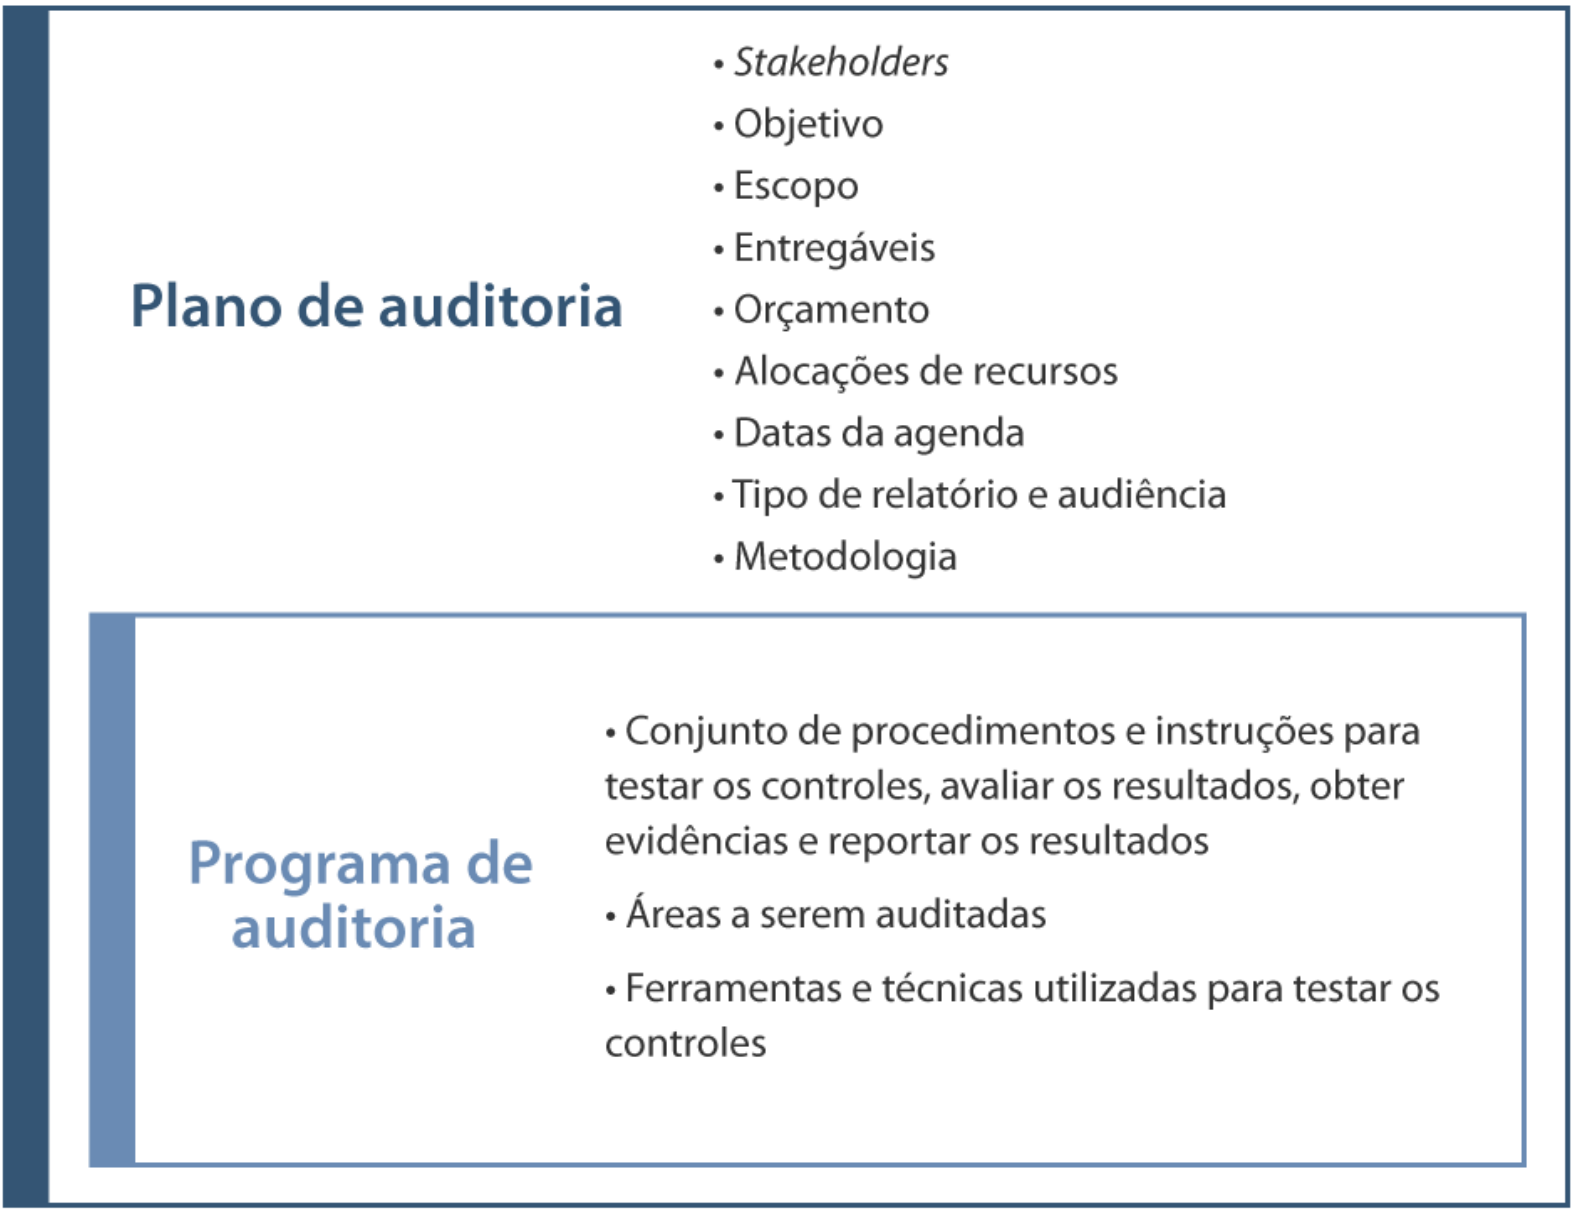 • Stakeholders
• Objetivo
• Escopo
• Entregáveis
Plano de auditoria
• Orçamento
• Alocações de recursos
• Datas da agenda
• Tipo de relatório e audiência
• Metodologia
• Conjunto de procedimentos e instruções para
testar os controles, avaliar os resultados, obter
evidências e reportar os resultados
Programa de
auditoria
• Áreas a serem auditadas
• Ferramentas e técnicas utilizadas para testar os
controles